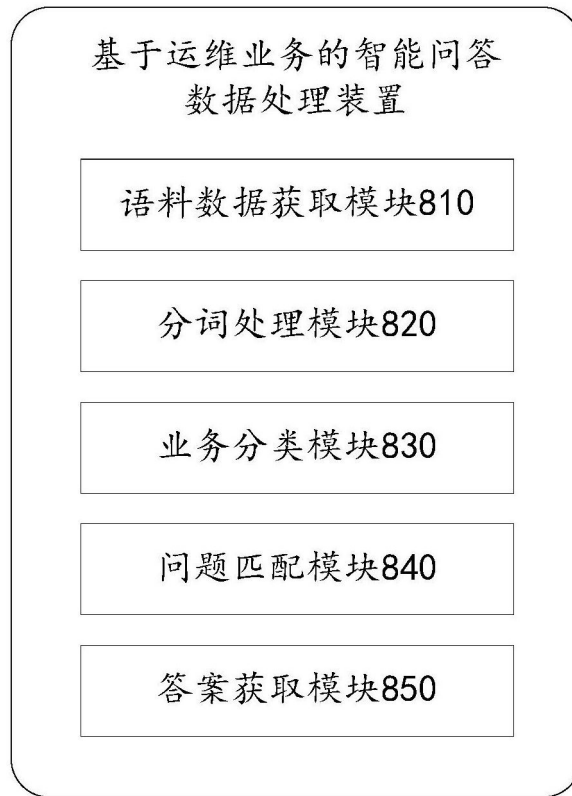 基于运维业务的智能问答
数据处理装置
语料数据获取模块810
分词处理模块820
业务分类模块830
问题匹配模块840
答案获取模块850